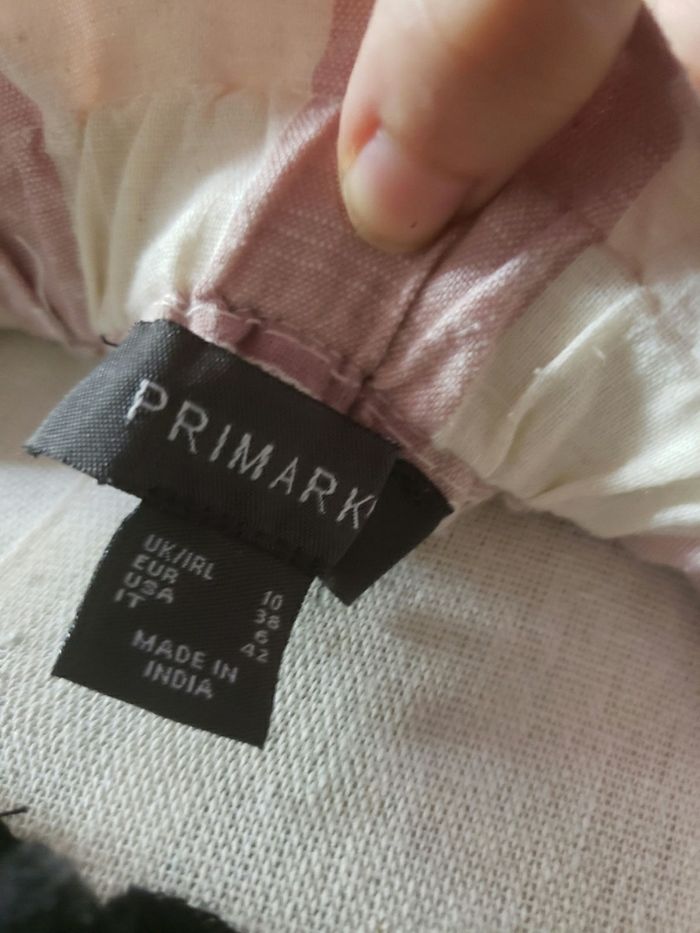 PRIMARK
UK/IRL 10
EUR 38
USA 6
IT 42
MADE IN
INDIA